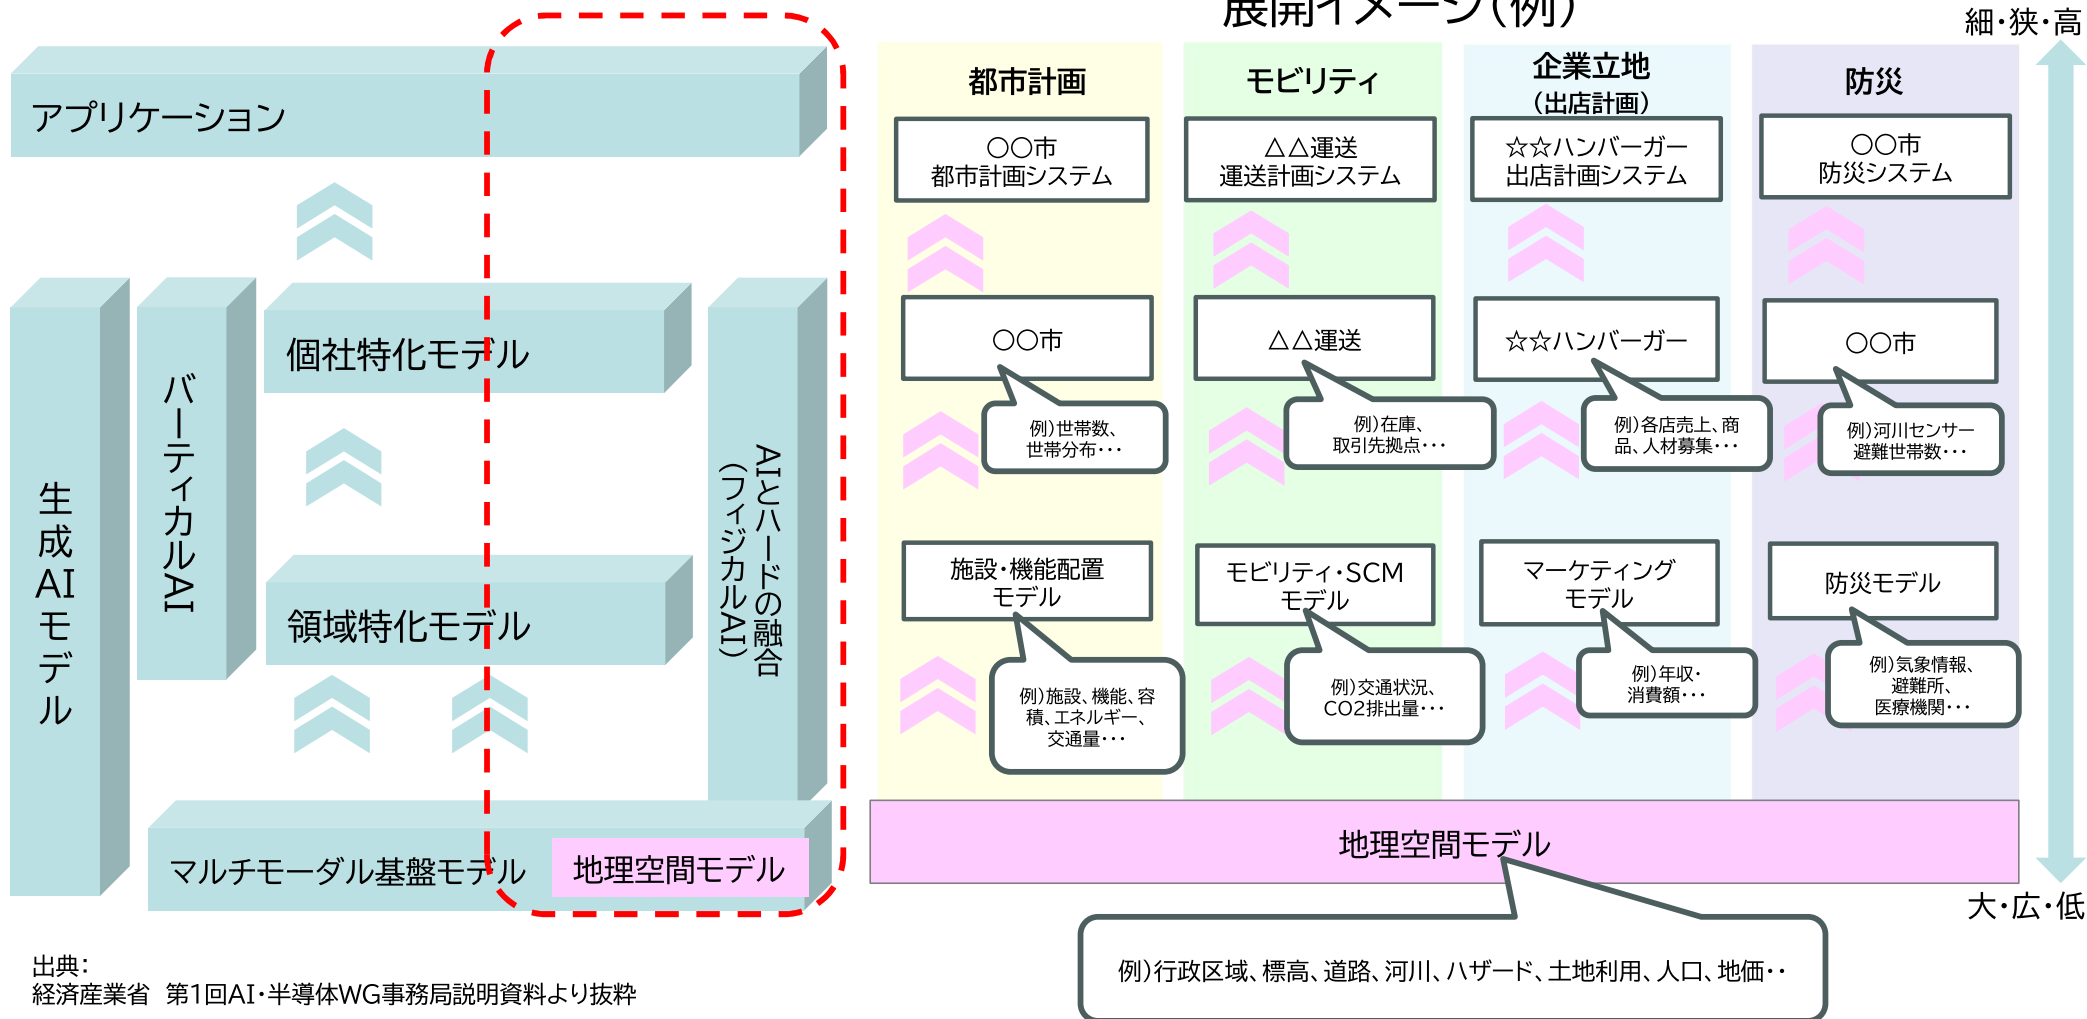 展開イメージ(例)
細・狭・高
アプリケーション
生成AIモデル
バーティカルAI
個社特化モデル
領域特化モデル
AIとハードの融合
(フィジカルAI)
マルチモーダル基盤モデル
地理空間モデル
都市計画
〇〇市
都市計画システム
〇〇市
例)世帯数、
世帯分布・・・
施設・機能配置
モデル
例)施設、機能、容
積、エネルギー、
交通量・・・
モビリティ
△△運送
運送計画システム
△△運送
例)在庫、
取引先拠点・・・
モビリティ・SCM
モデル
例)交通状況、
CO2排出量・・・
企業立地
(出店計画)
☆☆ハンバーガー
出店計画システム
☆☆ハンバーガー
例)各店売上、商
品、人材募集・・・
マーケティング
モデル
例)年収・
消費額・・・
防災
〇〇市
防災システム
〇〇市
例)河川センサー
避難世帯数・・・
防災モデル
例)気象情報、
避難所、
医療機関・・・
地理空間モデル
大・広・低
例)行政区域、標高、道路、河川、ハザード、土地利用、人口、地価・・
出典:
経済産業省 第1回AI・半導体WG事務局説明資料より抜粋